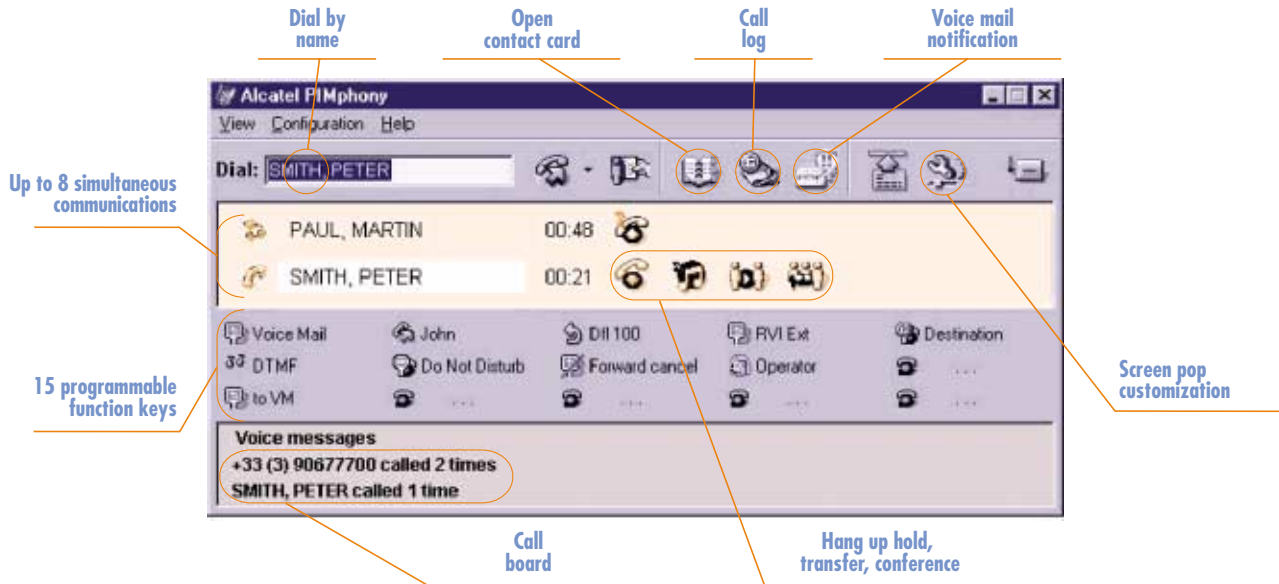 Dial by
name
Open
contact card
Call
log
Voice mail
notification
Alcatel PIMphony
View Configuration Help
Dial: SMITH, PETER
Up to 8 simultaneous
communications
PAUL, MARTIN 00:48
SMITH, PETER 00:21
15 programmable
function keys
Voice Mail John Dfl 100 RVI Ext Destination
DTMF Do Not Disturb Forward cancel Operator ...
to VM ... ... ... ...
Screen pop
customization
Voice messages
+33 (3) 90677700 called 2 times
SMITH, PETER called 1 time
Call
board
Hang up hold,
transfer, conference